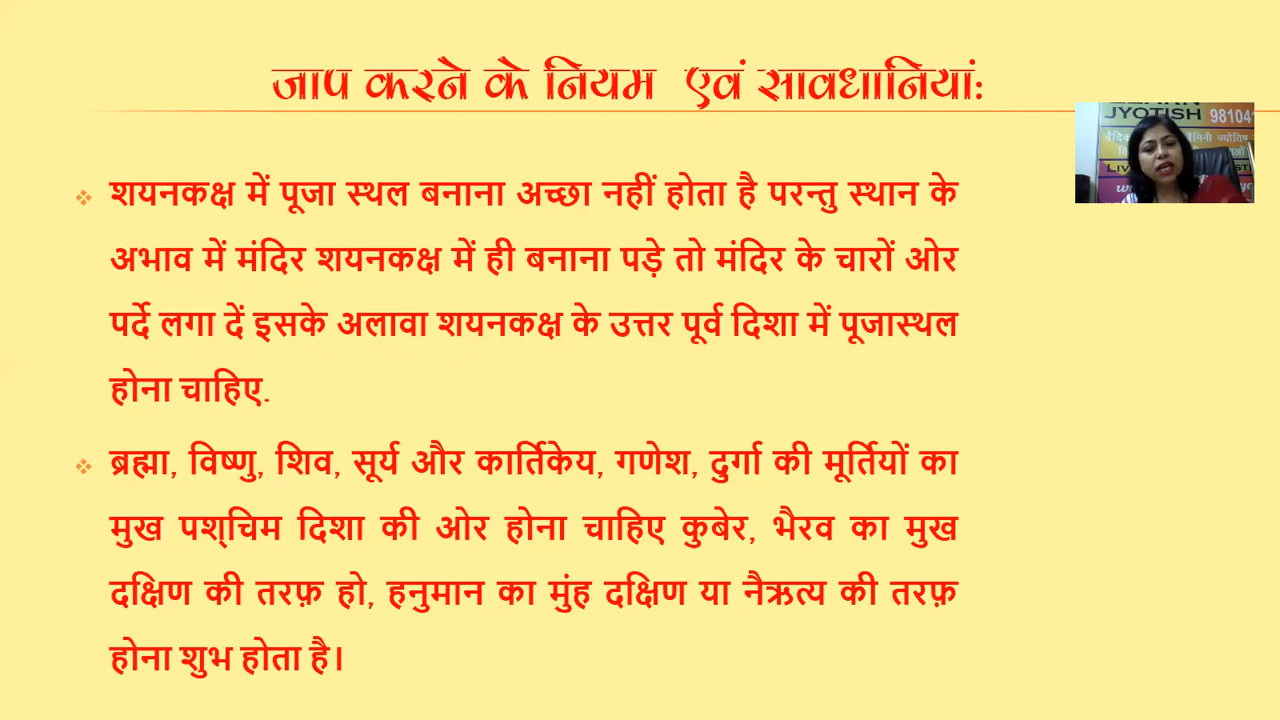 जाप करने के नियम एवं सावधानियां:
JYOTISH 98104
शयनकक्ष में पूजा स्थल बनाना अच्छा नहीं होता है परन्तु स्थान के
अभाव में मंदिर शयनकक्ष में ही बनाना पड़े तो मंदिर के चारों ओर
पर्दे लगा दें इसके अलावा शयनकक्ष के उत्तर पूर्व दिशा में पूजास्थल
होना चाहिए.
ब्रह्मा, विष्णु, शिव, सूर्य और कार्तिकेय, गणेश, दुर्गा की मूर्तियों का
मुख पश्चिम दिशा की ओर होना चाहिए कुबेर, भैरव का मुख
दक्षिण की तरफ़ हो, हनुमान का मुंह दक्षिण या नैऋत्य की तरफ़
होना शुभ होता है।